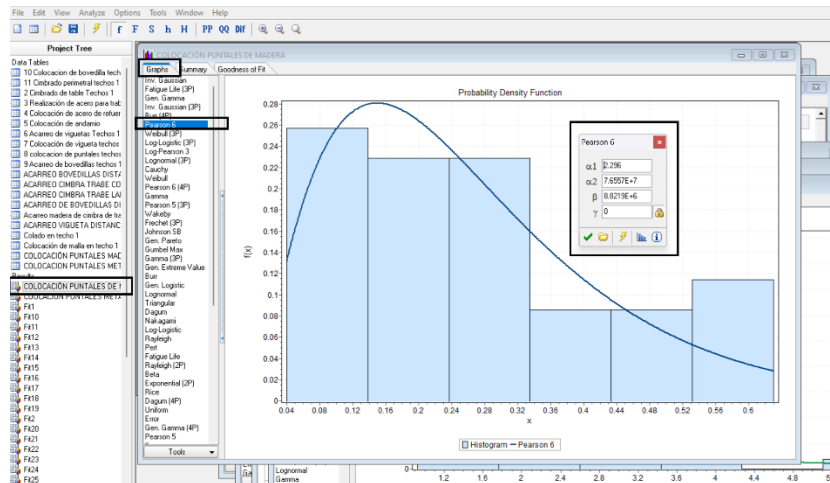 File Edit View Analyze Options Tools Window Help
f F S h H PP QQ Dif
Project Tree
Data Tables
10 Colocacion de bovedilla tech
11 Cimbrado perimetral techos 1
2 Cimbrado de table Techos 1
3 Realización de acero para trab
4 Colocación de acero de refuer
5 Colocación de andamio
6 Acarreo de viguetas Techos 1
7 Colocación de vigueta techos
8 colocacion de puntales techos
9 Acarreo de bovedillas techos 1
ACARREO BOVEDILLAS DISTA
ACARREO CIMBRA TRABE CO
ACARREO CIMBRA TRABE LAI
ACARREO DE BOVEDILLAS DI
Acarreo madera de cimbra de tra
ACARREO VIGUETA DISTANC
Colado en techo 1
Colocación de malla en techo 1
COLOCACIÓN PUNTALES MAD
COLOCACIÓN PUNTALES MET
Results
COLOCACIÓN PUNTALES DE M
COLOCACIÓN PUNTALES META
Fit1
Fit10
Fit11
Fit12
Fit13
Fit14
Fit15
Fit16
Fit17
Fit18
Fit19
Fit2
Fit20
Fit21
Fit22
Fit23
Fit24
Fit25
COLOCACIÓN PUNTALES DE MADERA
Graphs Summary Goodness of Fit
Inv. Gaussian
Fatigue Life (3P)
Gen. Gamma
Inv. Gaussian (3P)
Burr (4P)
Pearson 6
Weibull (3P)
Log-Logistic (3P)
Log-Pearson 3
Lognormal (3P)
Cauchy
Weibull
Pearson 6 (4P)
Gamma
Pearson 5 (3P)
Wakeby
Frechet (3P)
Johnson SB
Gen. Pareto
Gumbel Max
Gamma (3P)
Gen. Extreme Value
Burr
Gen. Logistic
Lognormal
Triangular
Dagum
Nakagami
Log-Logistic
Rayleigh
Pert
Fatigue Life
Rayleigh (2P)
Beta
Exponential (2P)
Rice
Dagum (4P)
Uniform
Error
Gen. Gamma (4P)
Pearson 5
Tools
Probability Density Function
0.28
0.26
0.24
0.22
0.2
0.18
0.16
0.14
0.12
0.1
0.08
0.06
0.04
0.02
0
f(x)
0.04 0.08 0.12 0.16 0.2 0.24 0.28 0.32 0.36 0.4 0.44 0.48 0.52 0.56 0.6
x
Histogram Pearson 6
Pearson 6
α1 2.296
α2 7.6557E+7
β 8.8219E+6
γ 0
Lognormal
Gamma
0
1.2 1.6 2 2.4 2.8 3.2 3.6 4 4.4 4.8